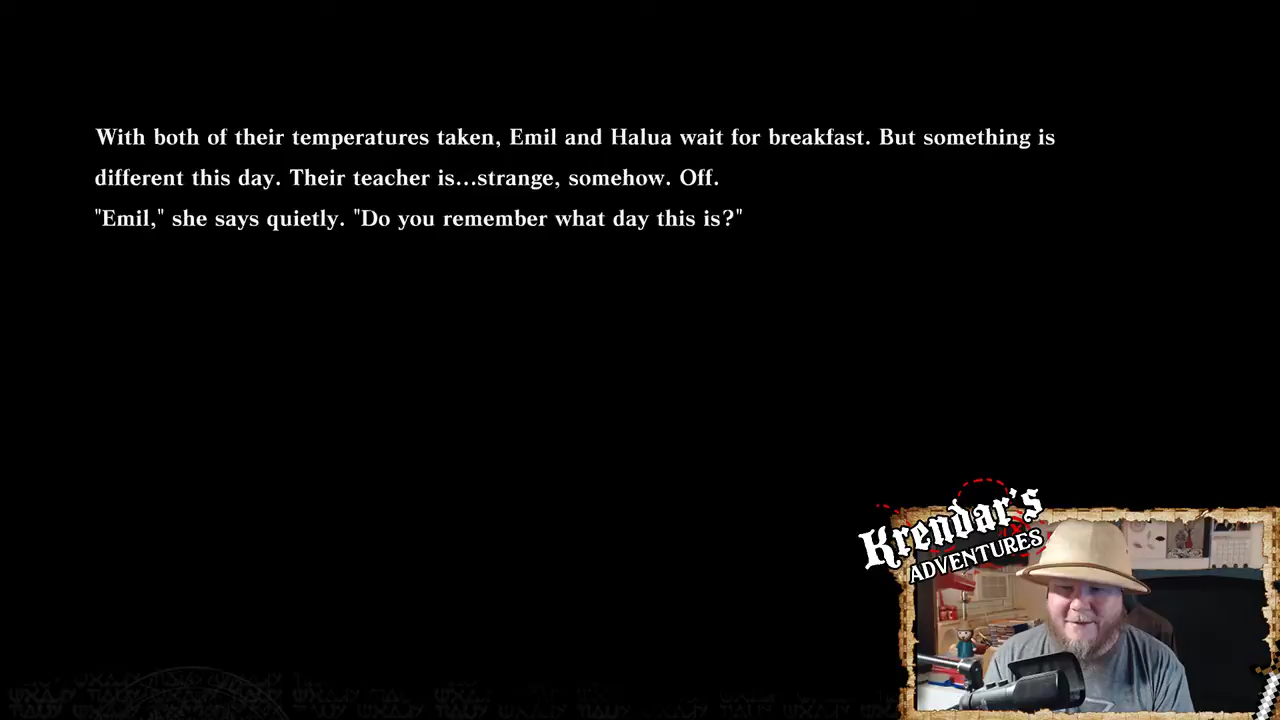 With both of their temperatures taken, Emil and Halua wait for breakfast. But something is
different this day. Their teacher is...strange, somehow. Off.
"Emil," she says quietly. "Do you remember what day this is?"
Krendar's
ADVENTURES